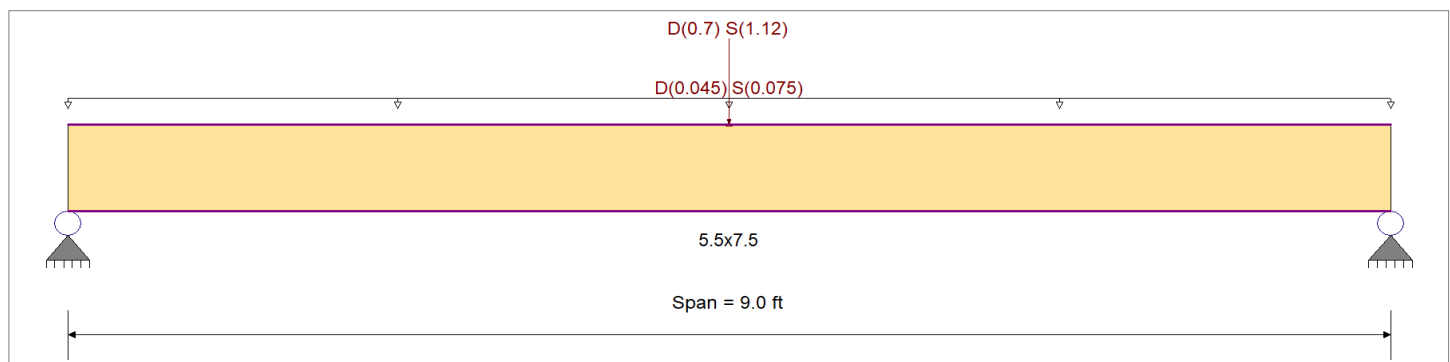 D(0.7) S(1.12)
D(0.045) S(0.075)
5.5x7.5
Span = 9.0 ft